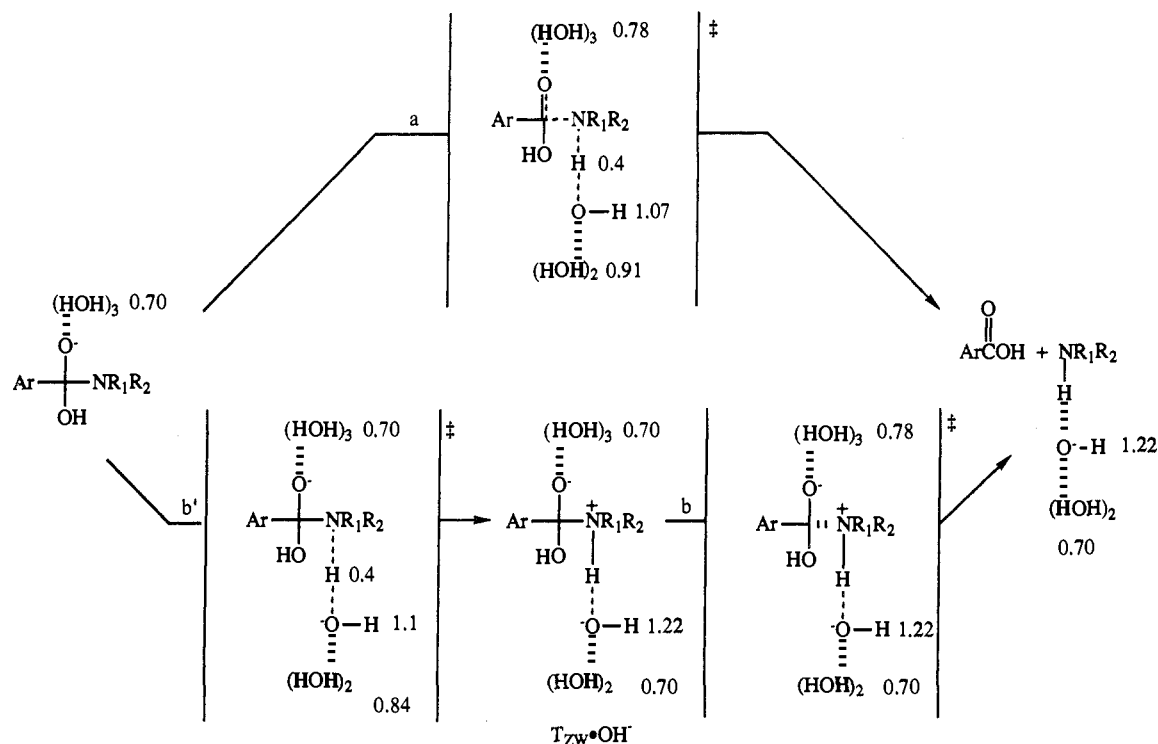 (HOH)₃ 0.78 ‡
O
Ar NR₁R₂
HO
H 0.4
O—H 1.07
(HOH)₂ 0.91
a
(HOH)₃ 0.70
O⁻
Ar NR₁R₂
OH
O
ArCOH + NR₁R₂
H
O⁻-H 1.22
(HOH)₂
0.70
b'
(HOH)₃ 0.70 ‡
O⁻
Ar NR₁R₂
HO
H 0.4
⁻O—H 1.1
(HOH)₂
0.84
(HOH)₃ 0.70
O⁻
+
Ar NR₁R₂
HO
H
⁻O—H 1.22
(HOH)₂ 0.70
T_ZW•OH⁻
b
(HOH)₃ 0.78 ‡
O⁻
+
Ar NR₁R₂
HO
H
⁻O—H 1.22
(HOH)₂ 0.70